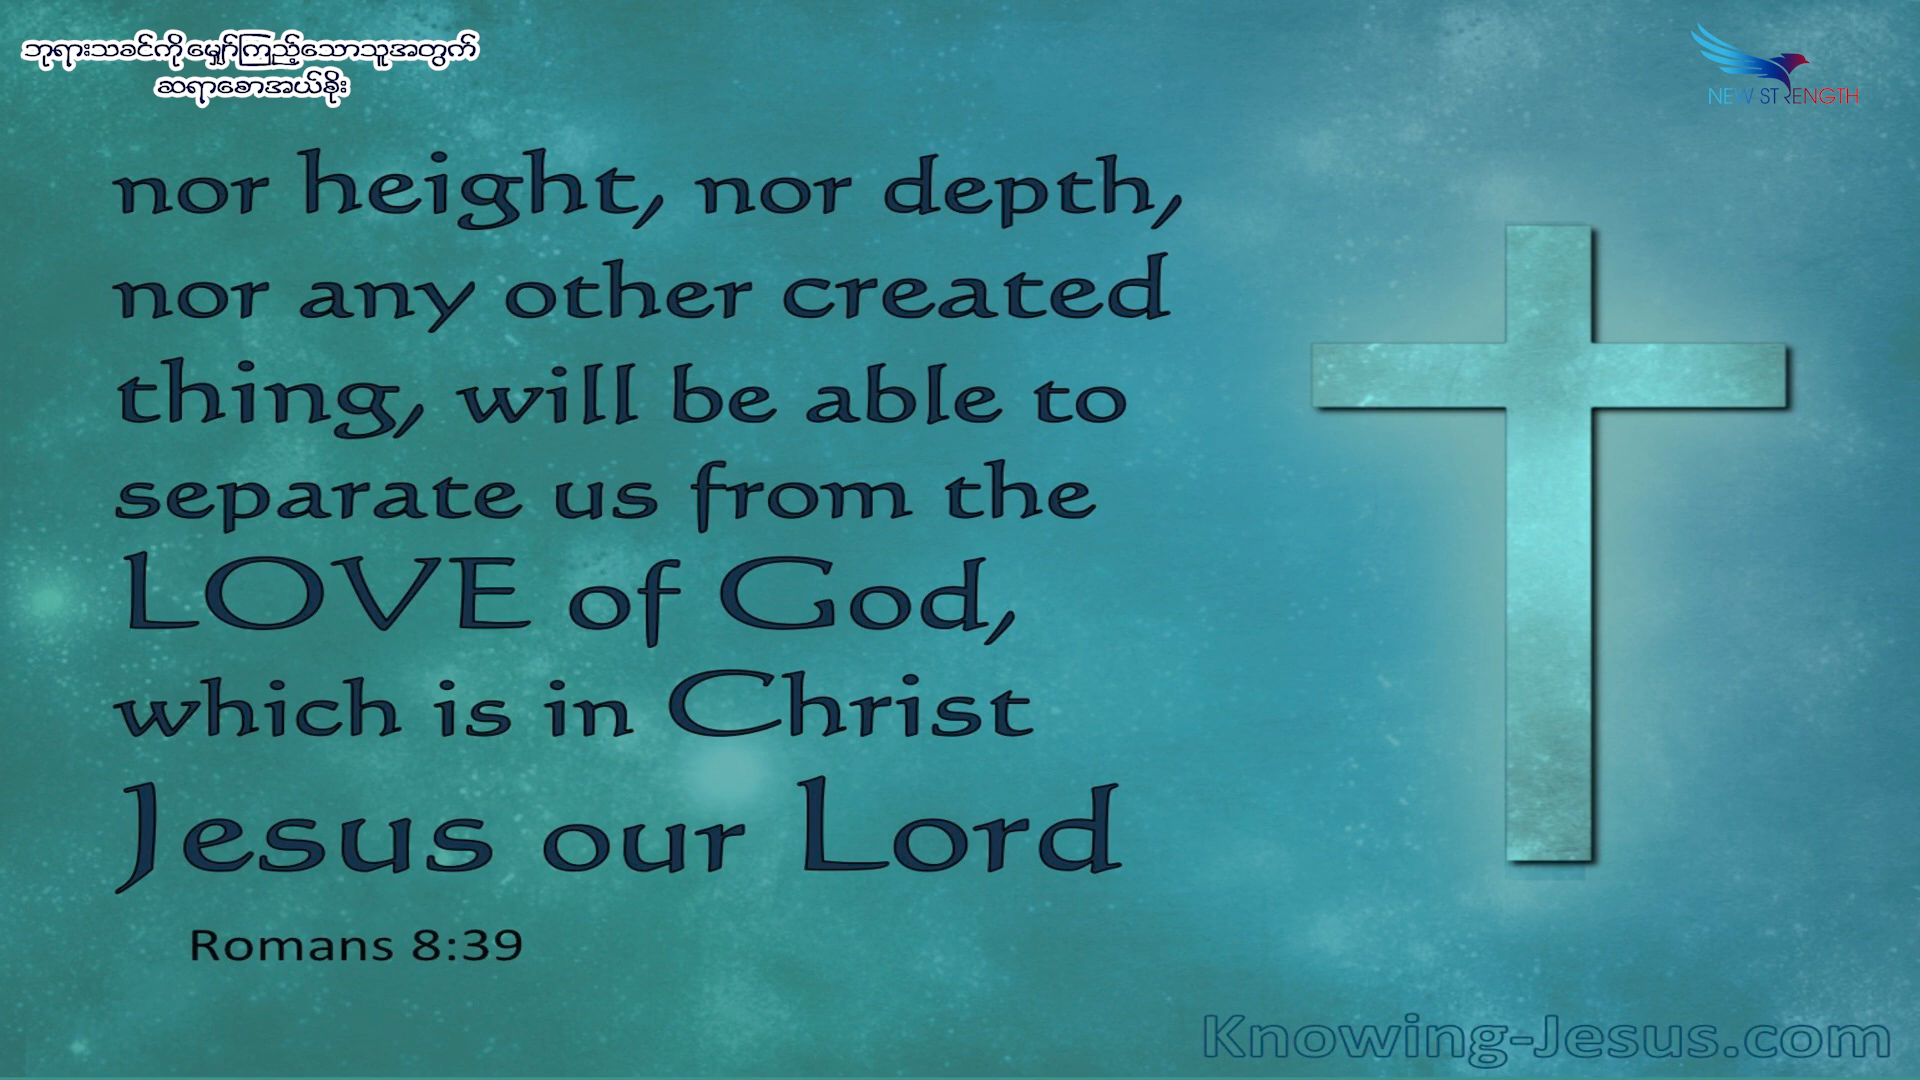 ဘုရားသခင်ကို မျှော်ကြည့်သောသူအတွက်
ဆရာစောအယ်ခိုး
NEW STRENGTH
nor height, nor depth,
nor any other created
thing, will be able to
separate us from the
LOVE of God,
which is in Christ
Jesus our Lord
Romans 8:39
Knowing-Jesus.com